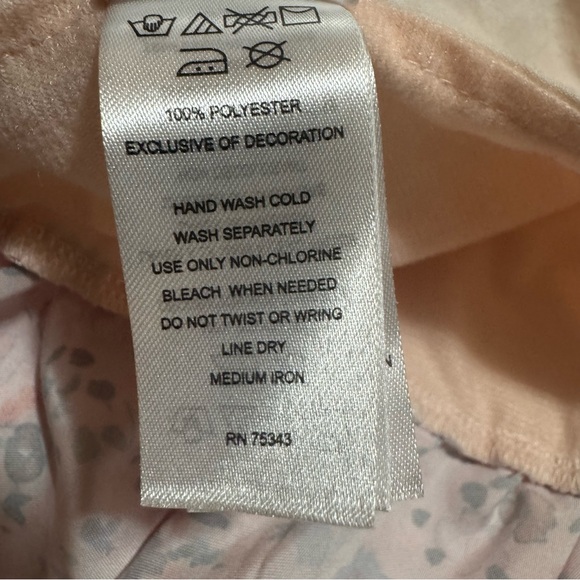 100% POLYESTER
EXCLUSIVE OF DECORATION
HAND WASH COLD
WASH SEPARATELY
USE ONLY NON-CHLORINE
BLEACH WHEN NEEDED
DO NOT TWIST OR WRING
LINE DRY
MEDIUM IRON
RN 75343